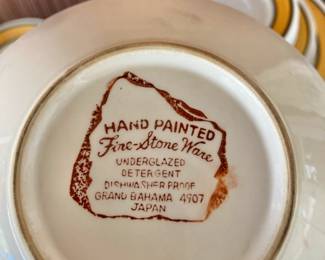 HAND PAINTED
Fine-Stone Ware
UNDERGLAZED
DETERGENT
DISHWASHER PROOF
GRAND BAHAMA 4907
JAPAN